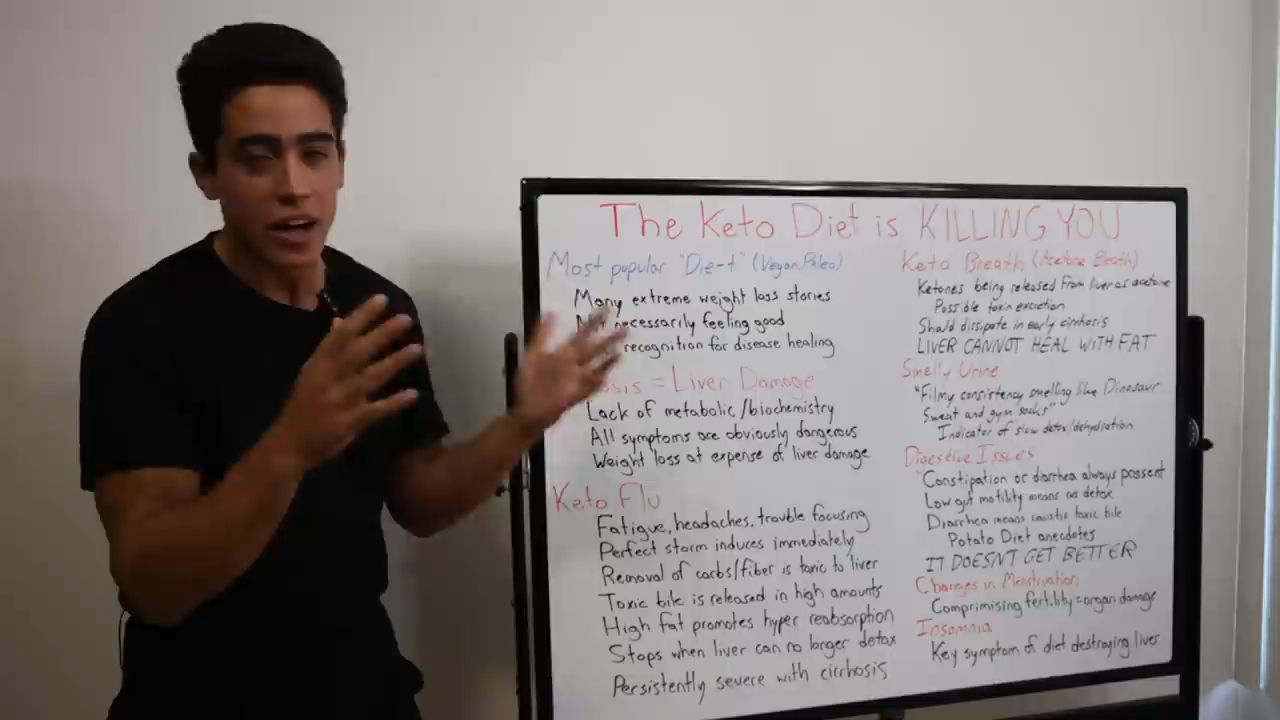 The Keto Diet is KILLING YOU
Most popular "Die-t" (Vegan, Paleo)
Many extreme weight loss stories
necessarily feeling good
recognition for disease healing
= Liver Damage
Lack of metabolic/biochemistry
All symptoms are obviously dangerous
Weight loss at expense of liver damage
Keto Flu
Fatigue, headaches, trouble focusing
Perfect storm induces immediately
Removal of carbs/fiber is toxic to liver
Toxic bile is released in high amounts
High fat promotes hyper reabsorption
Stops when liver can no longer detox
Persistently severe with cirrhosis
Keto Breath (Acetone Breath)
Ketones being released from liver as acetone
Possible toxin excretion
Should dissipate in early cirrhosis
LIVER CANNOT HEAL WITH FAT
Smelly Urine
"Filmy consistency smelling like Dinosaur
Sweat and gym socks"
Indicator of slow detox/dehydration
Digestive Issues
Constipation or diarrhea always present
Low gut motility means no detox
Diarrhea means caustic toxic bile
Potato Diet anecdotes
IT DOESNT GET BETTER
Changes in Menstruation
Comprimising fertility = organ damage
Insomnia
Key symptom of diet destroying liver